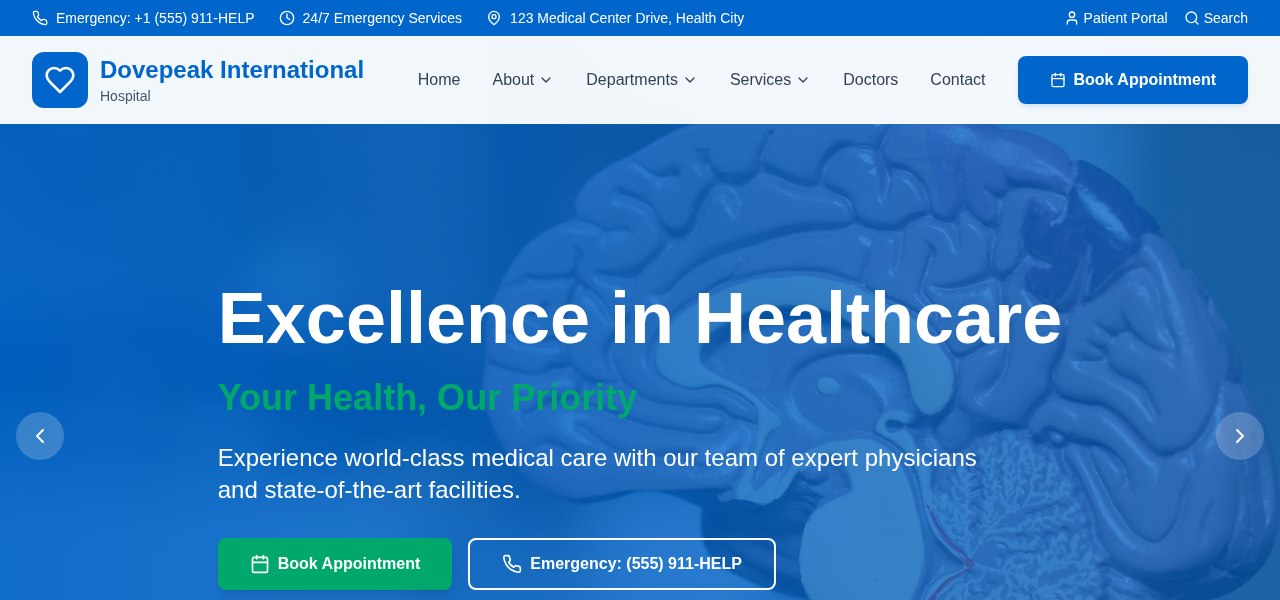 Emergency: +1 (555) 911-HELP
24/7 Emergency Services
123 Medical Center Drive, Health City
Patient Portal
Search
Dovepeak International
Hospital
Home
About
Departments
Services
Doctors
Contact
Book Appointment
Excellence in Healthcare
Your Health, Our Priority
Experience world-class medical care with our team of expert physicians
and state-of-the-art facilities.
Book Appointment
Emergency: (555) 911-HELP